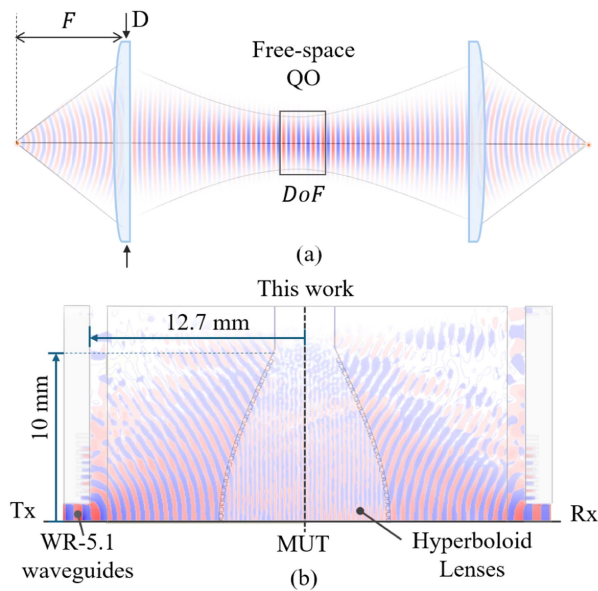 F
D
Free-space
QO
DoF
(a)
This work
12.7 mm
10 mm
Tx
Rx
WR-5.1
waveguides
MUT
Hyperboloid
Lenses
(b)